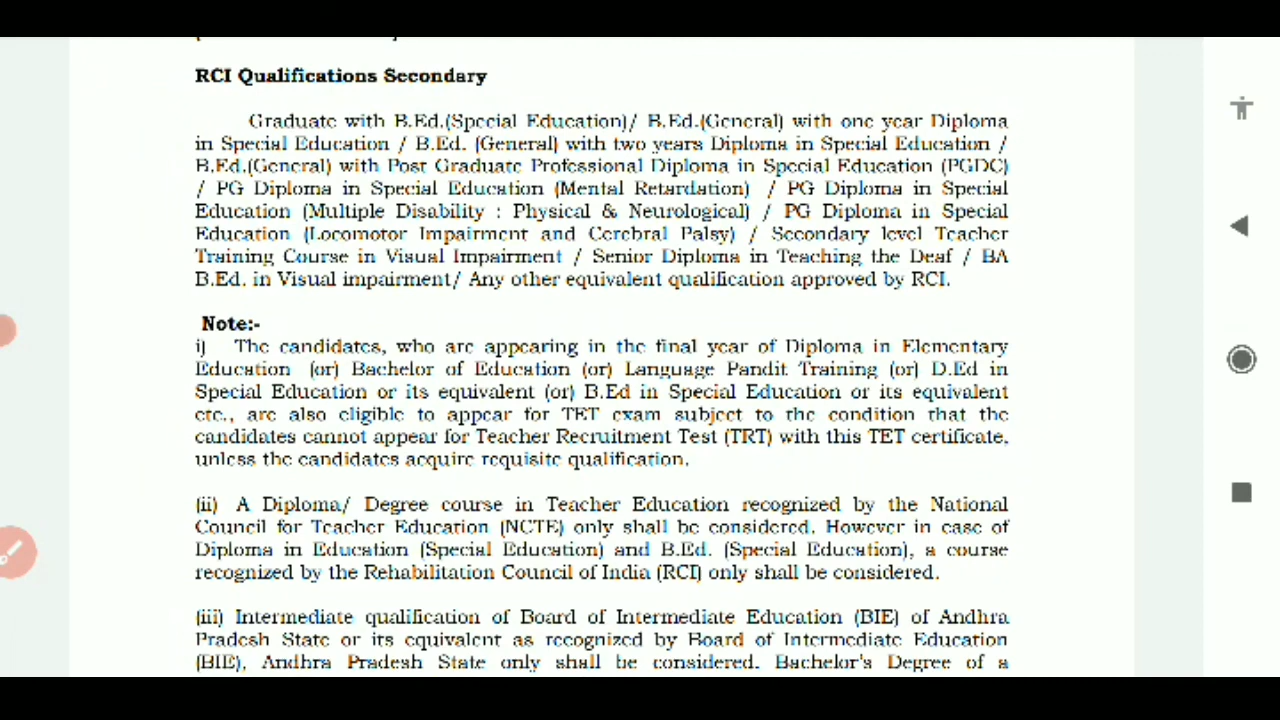 RCI Qualifications Secondary
Graduate with B.Ed.(Special Education)/ B.Ed.(General) with one year Diploma
in Special Education / B.Ed. (General) with two years Diploma in Special Education /
B.Ed.(General) with Post Graduate Professional Diploma in Special Education (PGDC)
/ PG Diploma in Special Education (Mental Retardation) / PG Diploma in Special
Education (Multiple Disability : Physical & Neurological) / PG Diploma in Special
Education (Locomotor Impairment and Cerebral Palsy) / Secondary level Teacher
Training Course in Visual Impairment / Senior Diploma in Teaching the Deaf / BA
B.Ed. in Visual impairment/ Any other equivalent qualification approved by RCI.
Note:-
i) The candidates, who are appearing in the final year of Diploma in Elementary
Education (or) Bachelor of Education (or) Language Pandit Training (or) D.Ed in
Special Education or its equivalent (or) B.Ed in Special Education or its equivalent
etc., are also eligible to appear for TET exam subject to the condition that the
candidates cannot appear for Teacher Recruitment Test (TRT) with this TET certificate,
unless the candidates acquire requisite qualification.
(ii) A Diploma/ Degree course in Teacher Education recognized by the National
Council for Teacher Education (NCTE) only shall be considered. However in case of
Diploma in Education (Special Education) and B.Ed. (Special Education), a course
recognized by the Rehabilitation Council of India (RCI) only shall be considered.
(iii) Intermediate qualification of Board of Intermediate Education (BIE) of Andhra
Pradesh State or its equivalent as recognized by Board of Intermediate Education
(BIE), Andhra Pradesh State only shall be considered. Bachelor's Degree of a